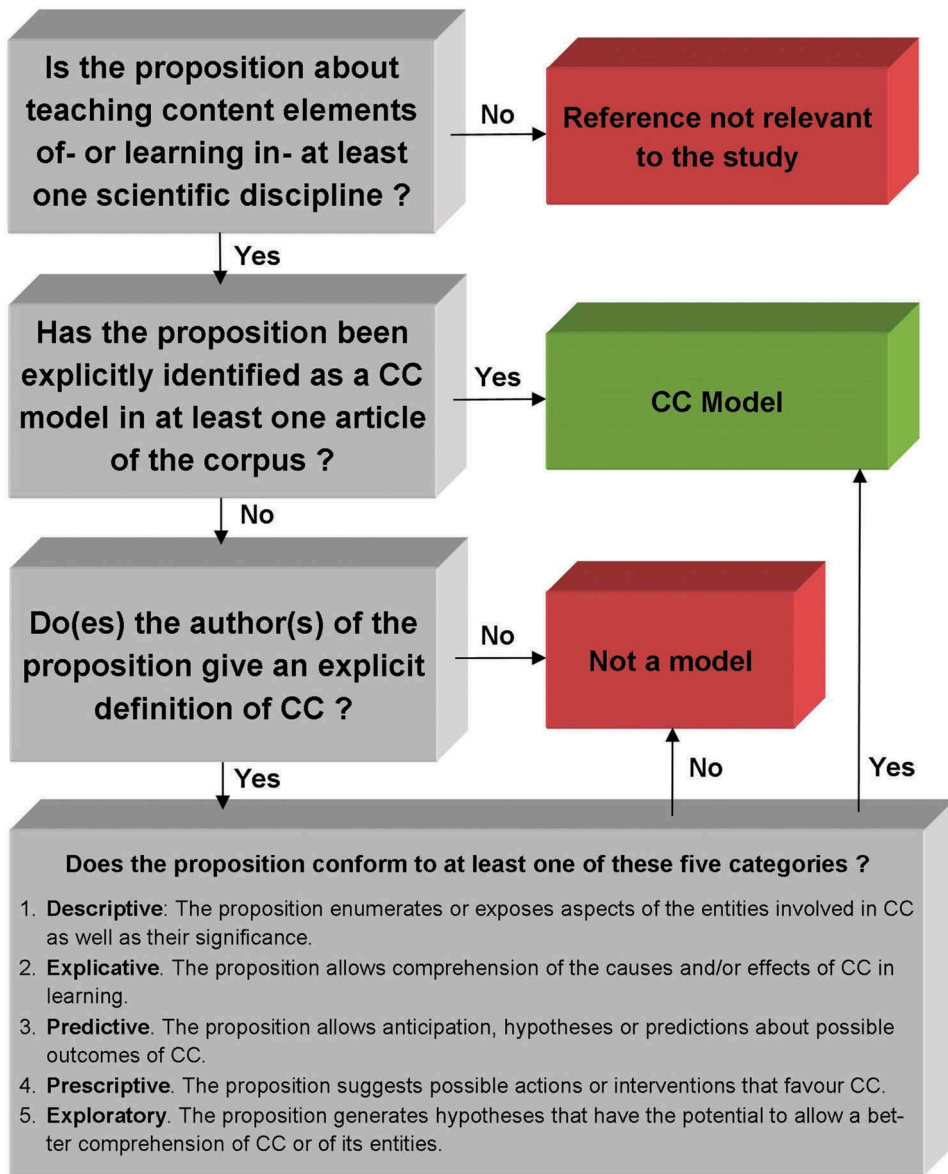 Is the proposition about
teaching content elements
of- or learning in- at least
one scientific discipline ?
No
Reference not relevant
to the study
Yes
Has the proposition been
explicitly identified as a CC
model in at least one article
of the corpus ?
Yes
CC Model
No
Do(es) the author(s) of the
proposition give an explicit
definition of CC ?
No
Not a model
Yes
No
Yes
Does the proposition conform to at least one of these five categories ?
1. Descriptive: The proposition enumerates or exposes aspects of the entities involved in CC
as well as their significance.
2. Explicative. The proposition allows comprehension of the causes and/or effects of CC in
learning.
3. Predictive. The proposition allows anticipation, hypotheses or predictions about possible
outcomes of CC.
4. Prescriptive. The proposition suggests possible actions or interventions that favour CC.
5. Exploratory. The proposition generates hypotheses that have the potential to allow a bet-
ter comprehension of CC or of its entities.